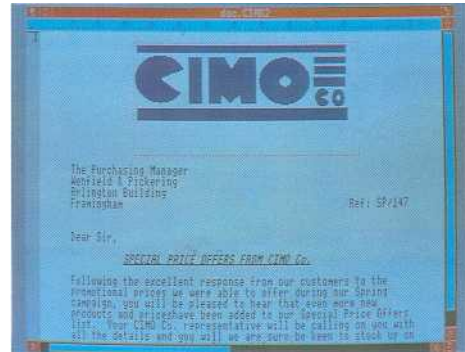 doc.CIMO2
CIMO
CO
The Purchasing Manager
Wenfield & Pickering
Arlington Building
Framingham
Ref: SP/147
Dear Sir,
SPECIAL PRICE OFFERS FROM CIMO Co.
Following the excellent response from our customers to the
promotional prices we were able to offer during our Spring
campaign, you will be pleased to hear that even more new
products and priceshave been added to our Special Price Offers
list. Your CIMO Co. representative will be calling on you with
all the details and you will we are sure be keen to stock up on